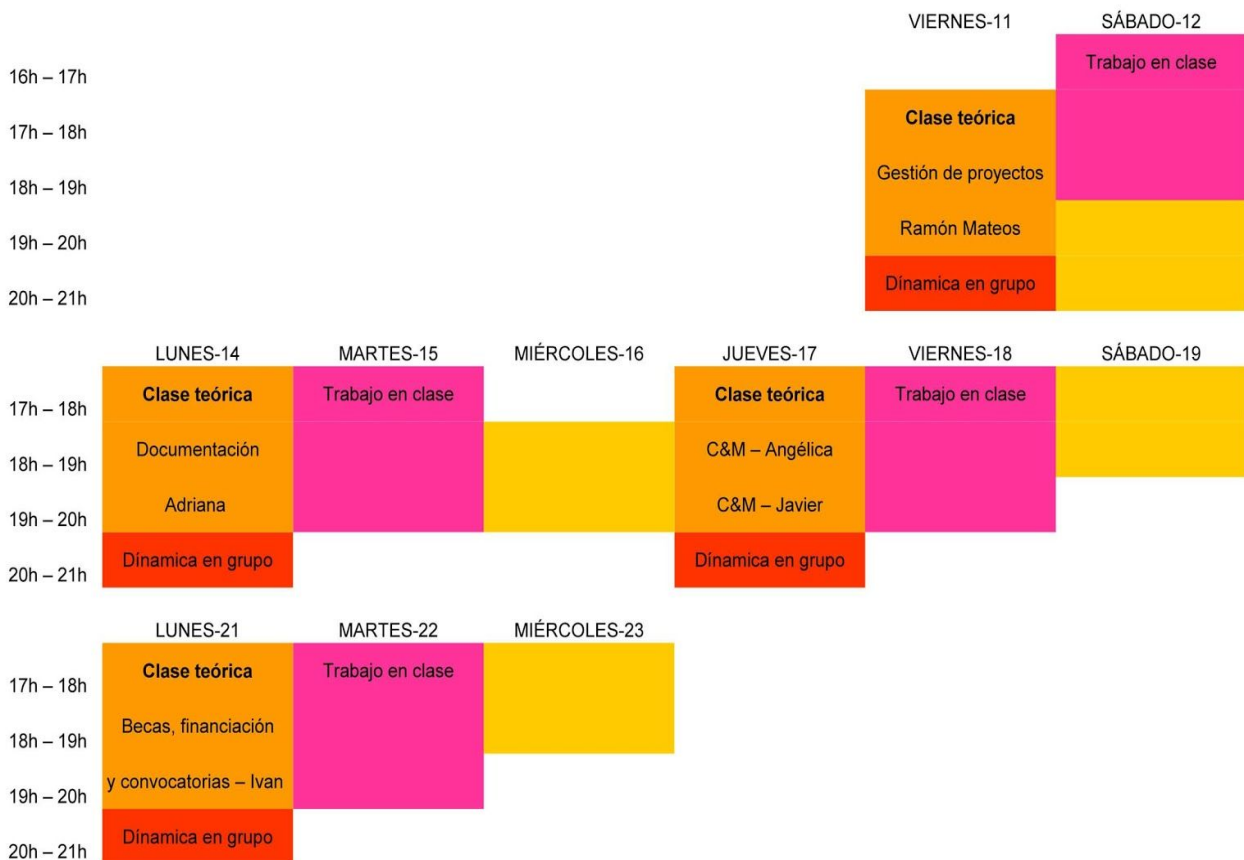 VIERNES-11 SÁBADO-12
16h – 17h Trabajo en clase
17h – 18h Clase teórica
18h – 19h Gestión de proyectos
19h – 20h Ramón Mateos
20h – 21h Dínamica en grupo
LUNES-14 MARTES-15 MIÉRCOLES-16 JUEVES-17 VIERNES-18 SÁBADO-19
17h – 18h Clase teórica Trabajo en clase Clase teórica Trabajo en clase
18h – 19h Documentación C&M – Angélica
19h – 20h Adriana C&M – Javier
20h – 21h Dínamica en grupo Dínamica en grupo
LUNES-21 MARTES-22 MIÉRCOLES-23
17h – 18h Clase teórica Trabajo en clase
18h – 19h Becas, financiación
19h – 20h y convocatorias – Ivan
20h – 21h Dínamica en grupo